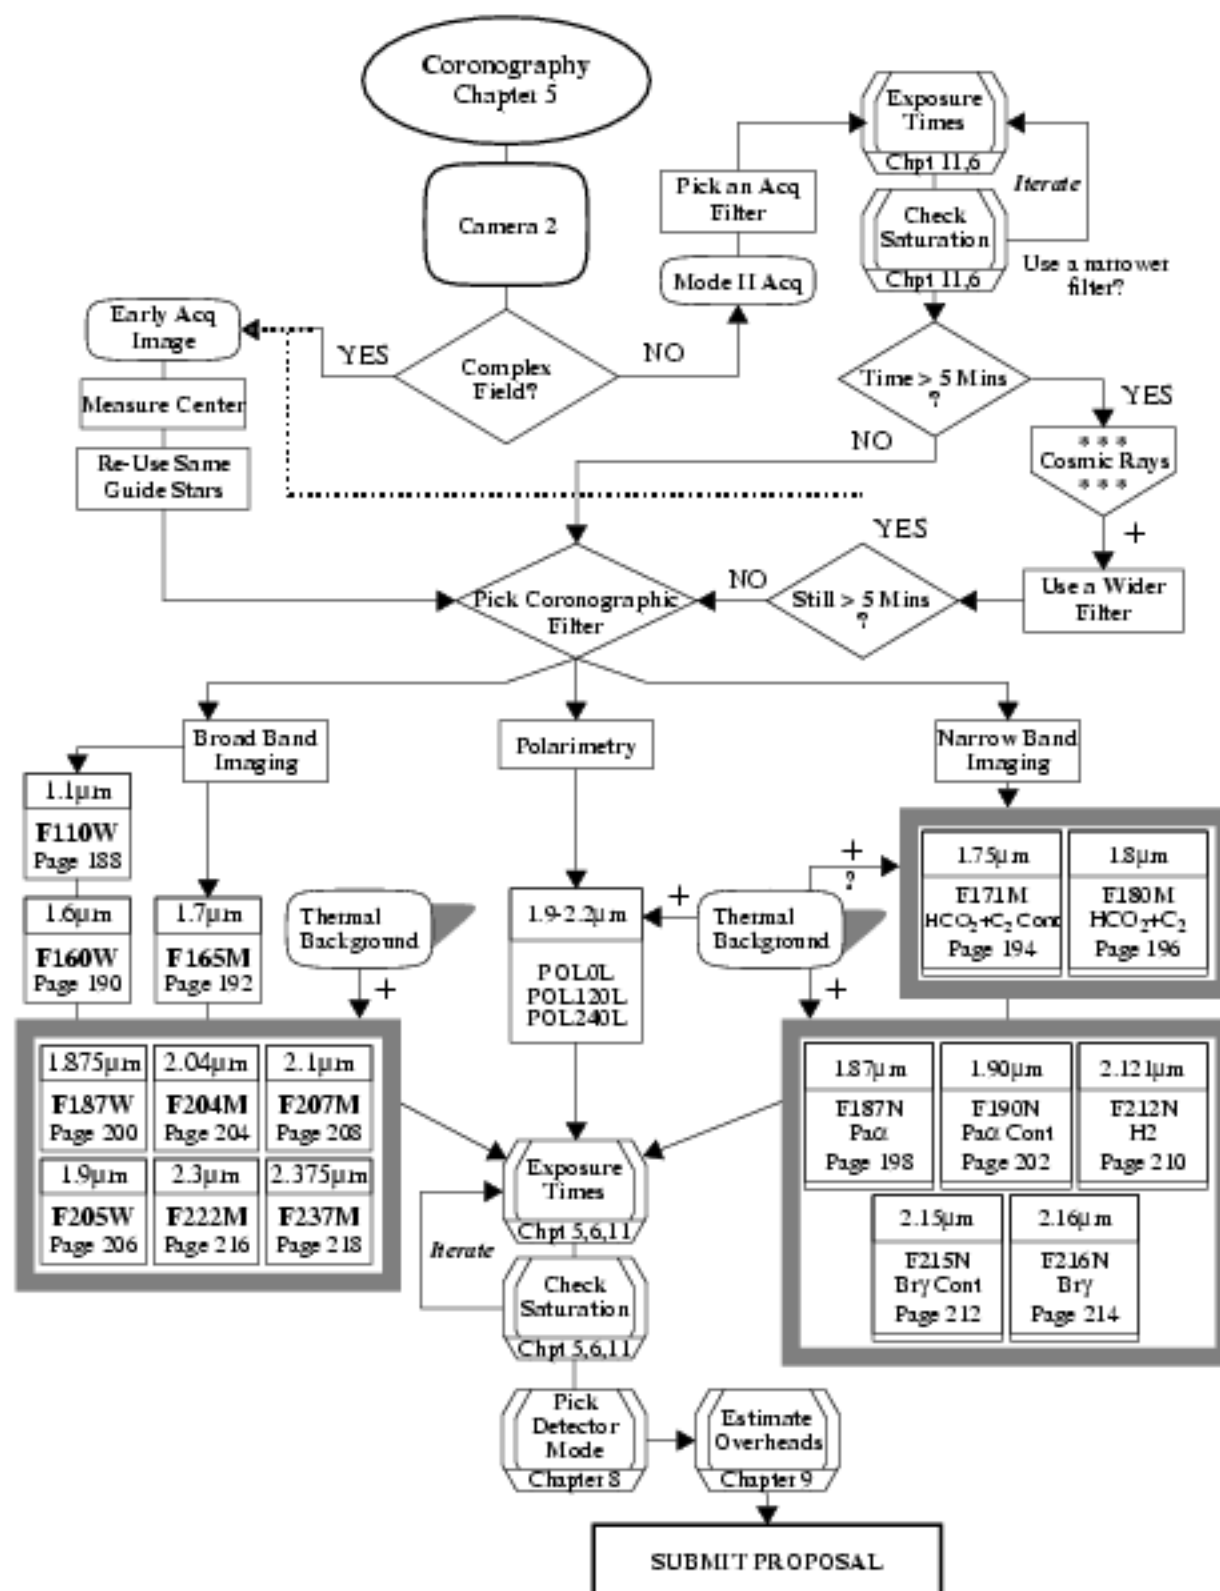 Coronography
Chapter 5
Camera 2
Complex
Field?
YES
NO
Early Acq
Image
Measure Center
Re-Use Same
Guide Stars
Mode II Acq
Pick an Acq
Filter
Exposure
Times
Chpt 11,6
Iterate
Check
Saturation
Chpt 11,6
Use a narrower
filter?
Time > 5 Mins
?
YES
NO
* * *
Cosmic Rays
* * *
+
Use a Wider
Filter
YES
Still > 5 Mins
?
NO
Pick Coronographic
Filter
Broad Band
Imaging
Polarimetry
Narrow Band
Imaging
1.1μm
F110W
Page 188
1.6μm
F160W
Page 190
1.7μm
F165M
Page 192
Thermal
Background
+
1.875μm
F187W
Page 200
2.04μm
F204M
Page 204
2.1μm
F207M
Page 208
1.9μm
F205W
Page 206
2.3μm
F222M
Page 216
2.375μm
F237M
Page 218
1.9-2.2μm
POL0L
POL120L
POL240L
+
Thermal
Background
+
?
+
1.75μm
F171M
HCO2+C2 Cont
Page 194
1.8μm
F180M
HCO2+C2
Page 196
1.87μm
F187N
Paα
Page 198
1.90μm
F190N
Paα Cont
Page 202
2.121μm
F212N
H2
Page 210
2.15μm
F215N
Brγ Cont
Page 212
2.16μm
F216N
Brγ
Page 214
Exposure
Times
Chpt 5,6,11
Iterate
Check
Saturation
Chpt 5,6,11
Pick
Detector
Mode
Chapter 8
Estimate
Overheads
Chapter 9
SUBMIT PROPOSAL